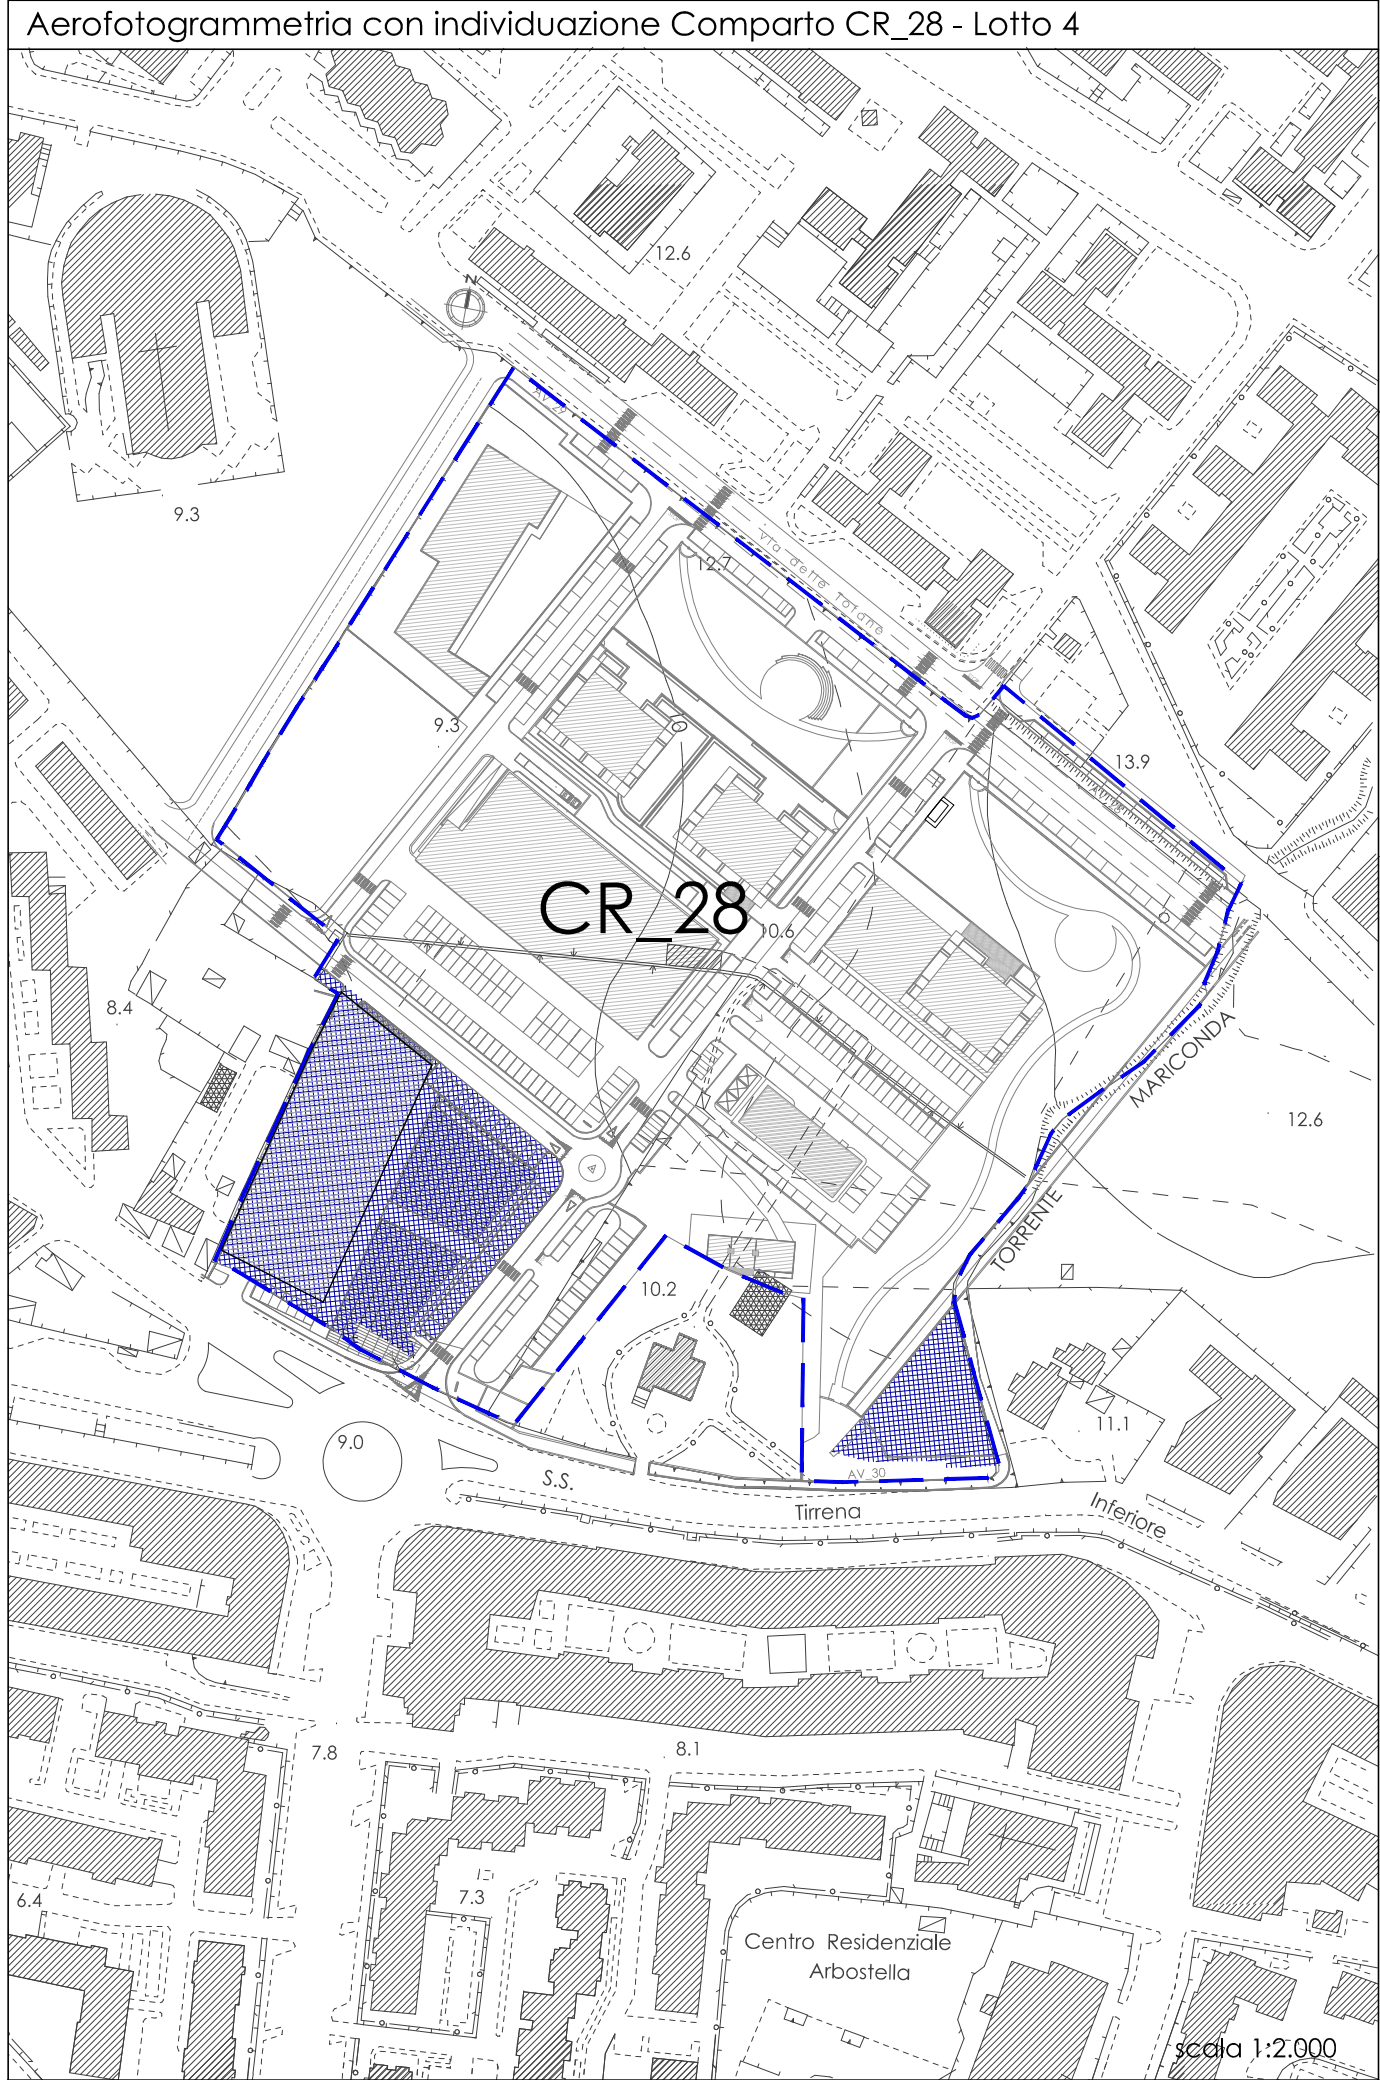 Aerofotogrammetria con individuazione Comparto CR_28 - Lotto 4
12.6
N
AV_29
9.3
via delle Tofane
12.7
9.3
10
13.9
CR_28
10.6
8.4
MARICONDA
12.6
TORRENTE
10.2
11.1
9.0
S.S.
AV_30
Tirrena
Inferiore
7.8
8.1
7.3
6.4
Centro Residenziale
Arbostella
scala 1:2.000